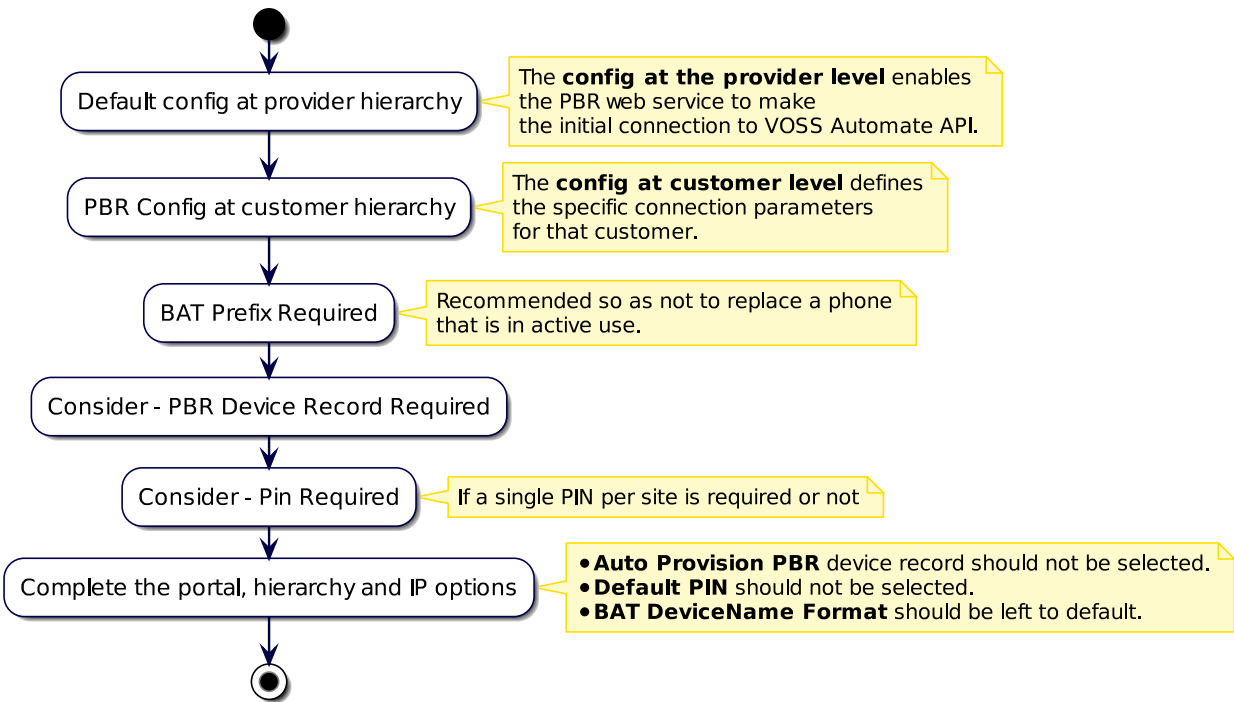 Default config at provider hierarchy
The config at the provider level enables
the PBR web service to make
the initial connection to VOSS Automate API.
PBR Config at customer hierarchy
The config at customer level defines
the specific connection parameters
for that customer.
BAT Prefix Required
Recommended so as not to replace a phone
that is in active use.
Consider - PBR Device Record Required
Consider - Pin Required
If a single PIN per site is required or not
Complete the portal, hierarchy and IP options
• Auto Provision PBR device record should not be selected.
• Default PIN should not be selected.
• BAT DeviceName Format should be left to default.